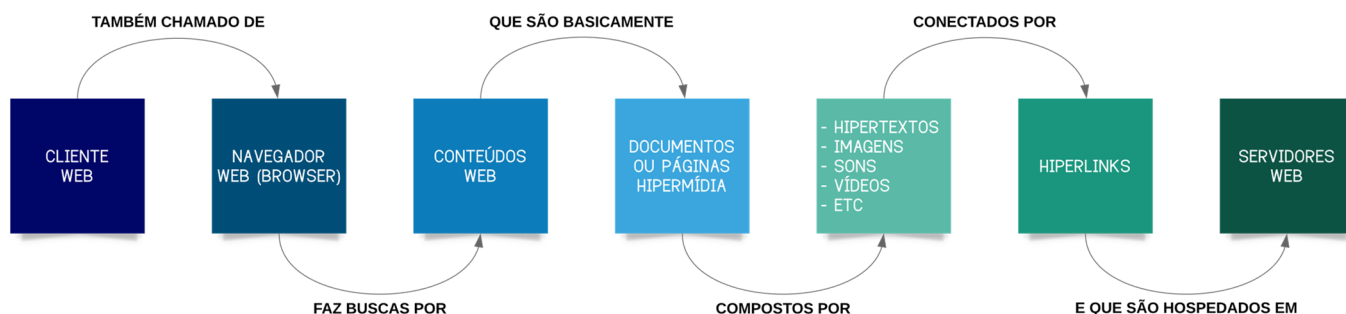 TAMBÉM CHAMADO DE
QUE SÃO BASICAMENTE
CONECTADOS POR
CLIENTE
WEB
NAVEGADOR
WEB (BROWSER)
CONTEÚDOS
WEB
DOCUMENTOS
OU PÁGINAS
HIPERMÍDIA
- HIPERTEXTOS
- IMAGENS
- SONS
- VÍDEOS
- ETC
HIPERLINKS
SERVIDORES
WEB
FAZ BUSCAS POR
COMPOSTOS POR
E QUE SÃO HOSPEDADOS EM